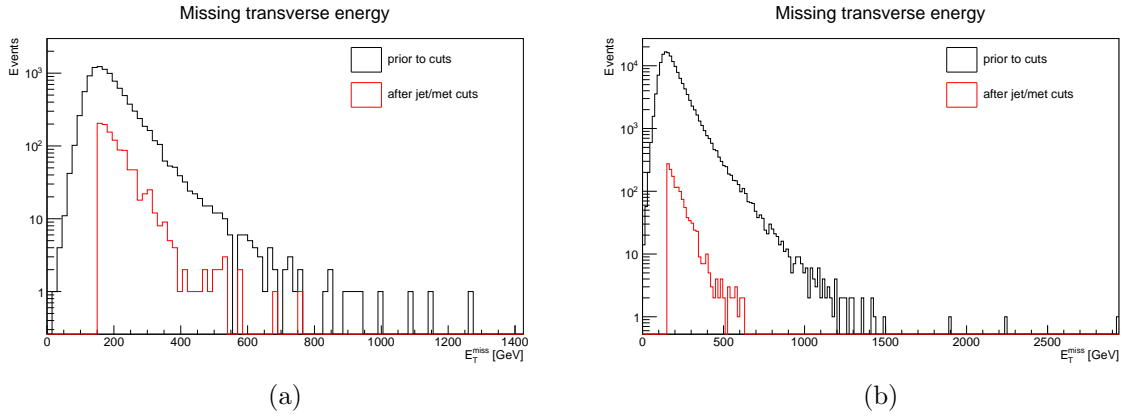 Missing transverse energy
Events
prior to cuts
after jet/met cuts
10³
10²
10
1
0 200 400 600 800 1000 1200 1400
E_T^miss [GeV]
(a)
Missing transverse energy
Events
prior to cuts
after jet/met cuts
10⁴
10³
10²
10
1
0 500 1000 1500 2000 2500
E_T^miss [GeV]
(b)